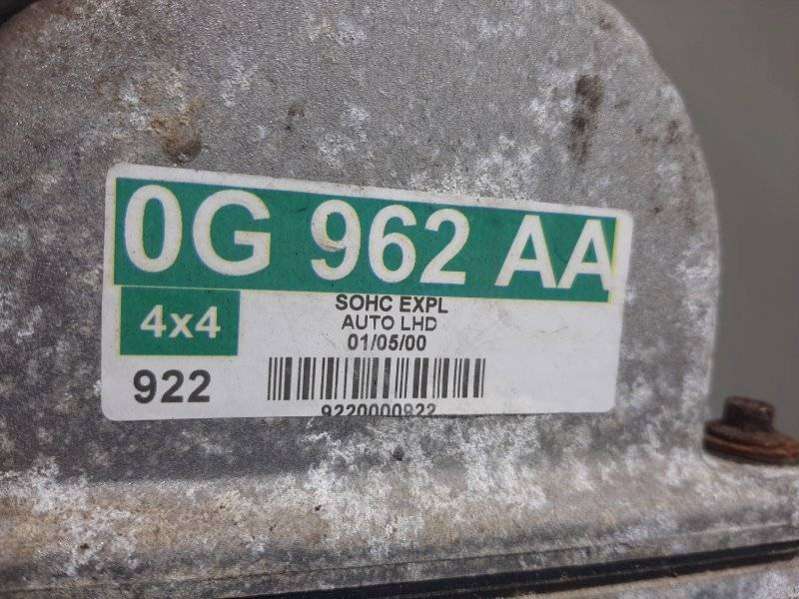 0G 962 AA
4x4
SOHC EXPL
AUTO LHD
01/05/00
922
9220000922